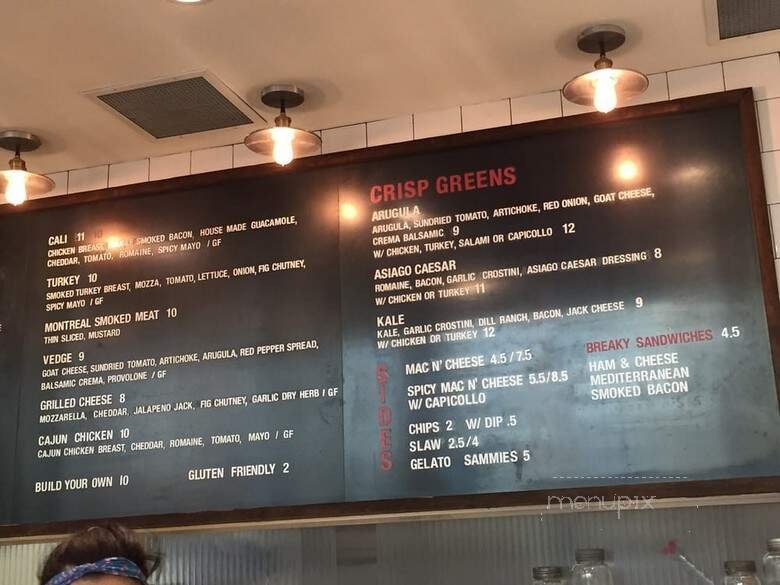 CALI 11
CHICKEN BREAST, SMOKED BACON, HOUSE MADE GUACAMOLE,
CHEDDAR, TOMATO, ROMAINE, SPICY MAYO / GF
TURKEY 10
SMOKED TURKEY BREAST, MOZZA, TOMATO, LETTUCE, ONION, FIG CHUTNEY,
SPICY MAYO / GF
MONTREAL SMOKED MEAT 10
THIN SLICED, MUSTARD
VEDGE 9
GOAT CHEESE, SUNDRIED TOMATO, ARTICHOKE, ARUGULA, RED PEPPER SPREAD,
BALSAMIC CREMA, PROVOLONE / GF
GRILLED CHEESE 8
MOZZARELLA, CHEDDAR, JALAPENO JACK, FIG CHUTNEY, GARLIC DRY HERB / GF
CAJUN CHICKEN 10
CAJUN CHICKEN BREAST, CHEDDAR, ROMAINE, TOMATO, MAYO / GF
BUILD YOUR OWN 10
GLUTEN FRIENDLY 2
CRISP GREENS
ARUGULA
ARUGULA, SUNDRIED TOMATO, ARTICHOKE, RED ONION, GOAT CHEESE,
CREMA BALSAMIC 9
W/ CHICKEN, TURKEY, SALAMI OR CAPICOLLO 12
ASIAGO CAESAR
ROMAINE, BACON, GARLIC CROSTINI, ASIAGO CAESAR DRESSING 8
W/ CHICKEN OR TURKEY 11
KALE
KALE, GARLIC CROSTINI, DILL RANCH, BACON, JACK CHEESE 9
W/ CHICKEN OR TURKEY 12
SIDES
MAC N' CHEESE 4.5/7.5
SPICY MAC N' CHEESE 5.5/8.5
W/ CAPICOLLO
CHIPS 2 W/ DIP .5
SLAW 2.5/4
GELATO SAMMIES 5
BREAKY SANDWICHES 4.5
HAM & CHEESE
MEDITERRANEAN
SMOKED BACON
menupix